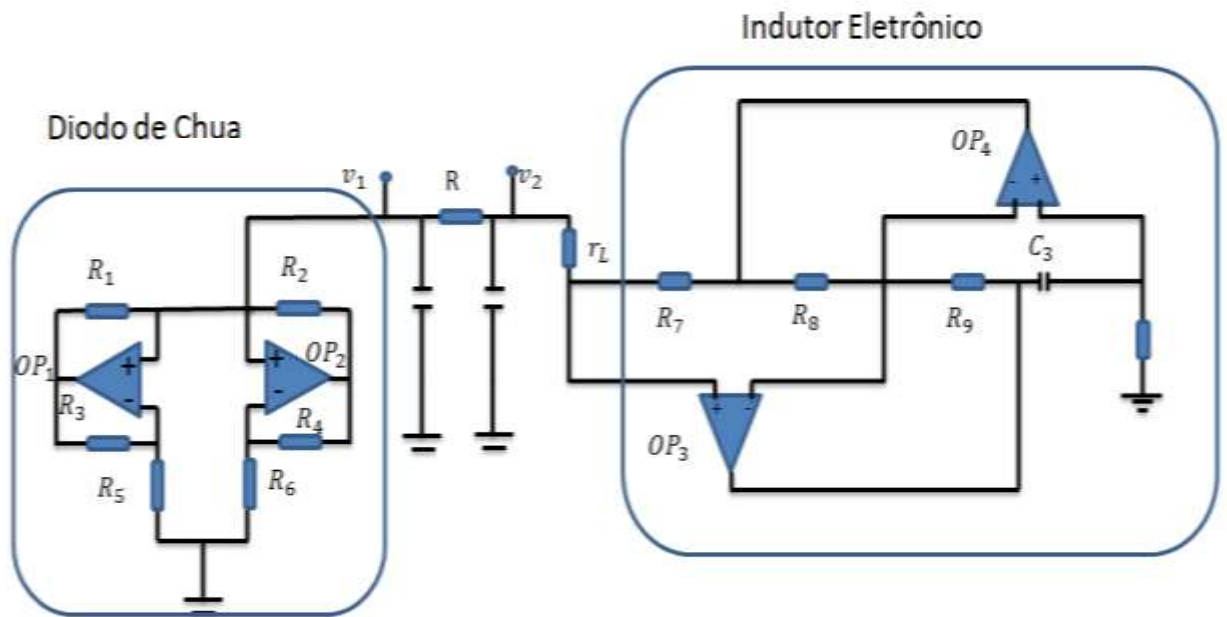 Indutor Eletrônico
Diodo de Chua
v₁
R
v₂
OP₄
- +
r_L
C₃
R₁
R₂
R₇
R₈
R₉
OP₁
+
+
OP₂
R₃
-
-
R₄
+ -
OP₃
R₅
R₆